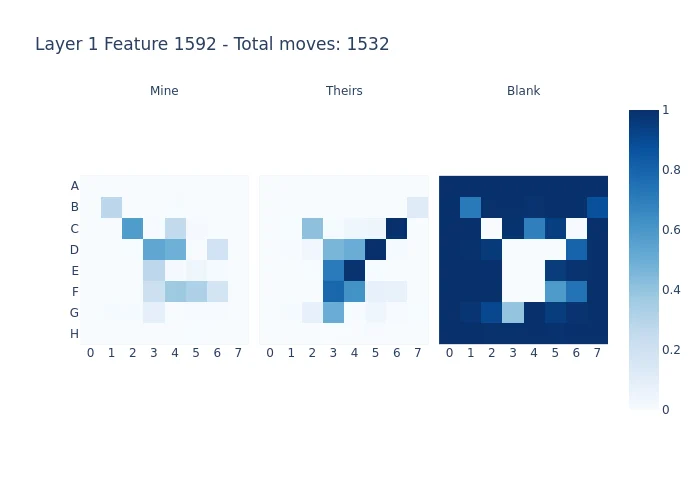 Layer 1 Feature 1592 - Total moves: 1532
Mine
Theirs
Blank
A
B
C
D
E
F
G
H
0 1 2 3 4 5 6 7
0 1 2 3 4 5 6 7
0 1 2 3 4 5 6 7
1
0.8
0.6
0.4
0.2
0